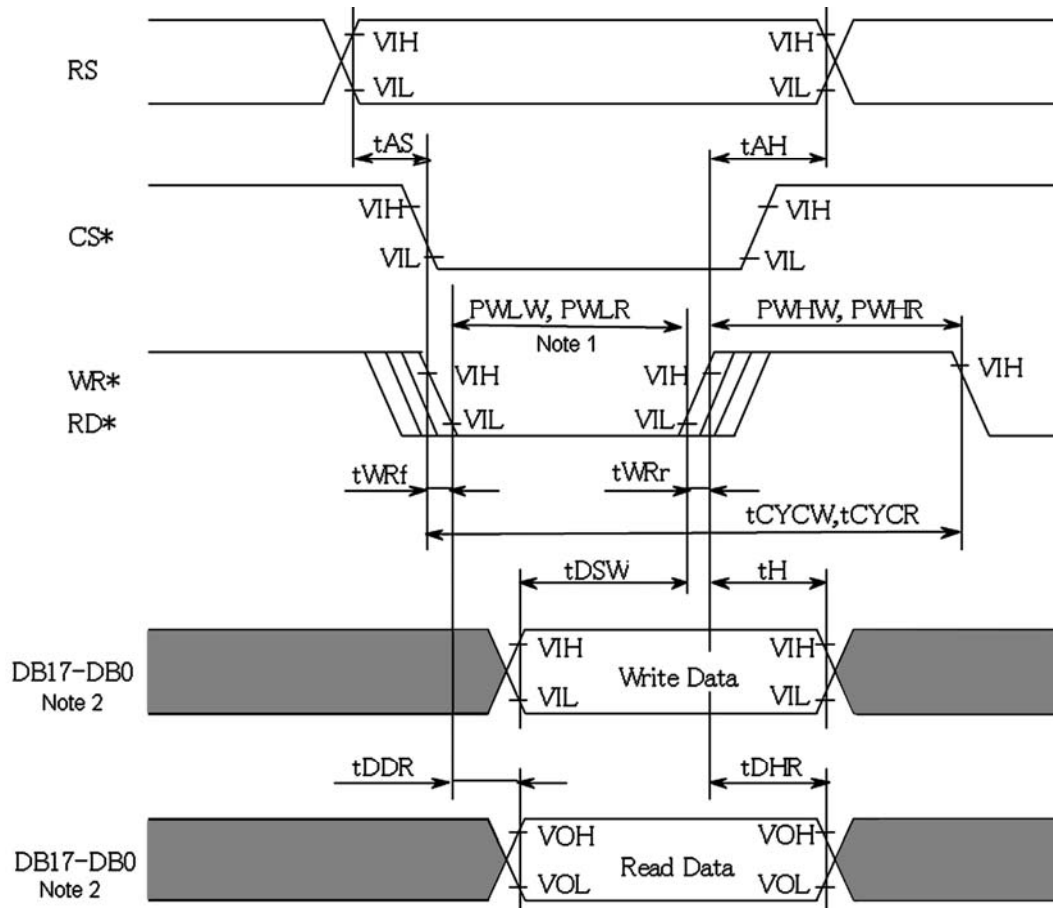 VIH VIH
RS
VIL VIL
tAS tAH
VIH VIH
CS*
VIL VIL
PWLW, PWLR PWHW, PWHR
Note 1
WR* VIH VIH VIH
RD* VIL VIL
tWRf tWRr
tCYCW,tCYCR
tDSW tH
VIH VIH
DB17-DB0 Write Data
Note 2 VIL VIL
tDDR tDHR
VOH VOH
DB17-DB0 Read Data
Note 2 VOL VOL